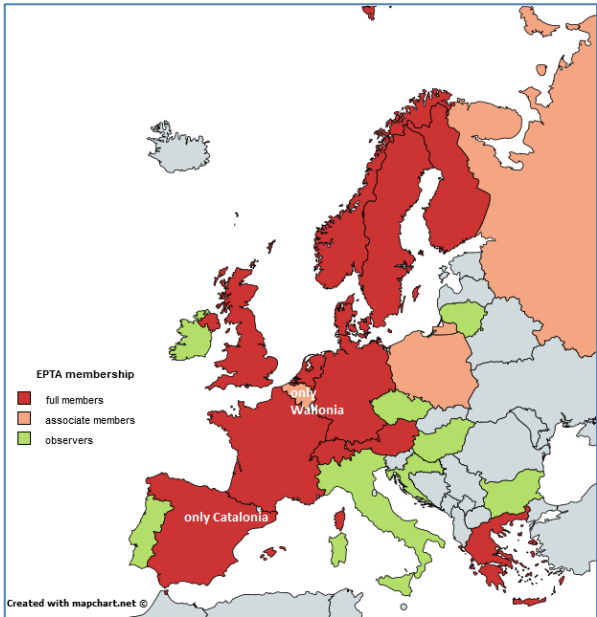 only
Wallonia
EPTA membership
full members
associate members
observers
only Catalonia
Created with mapchart.net ©